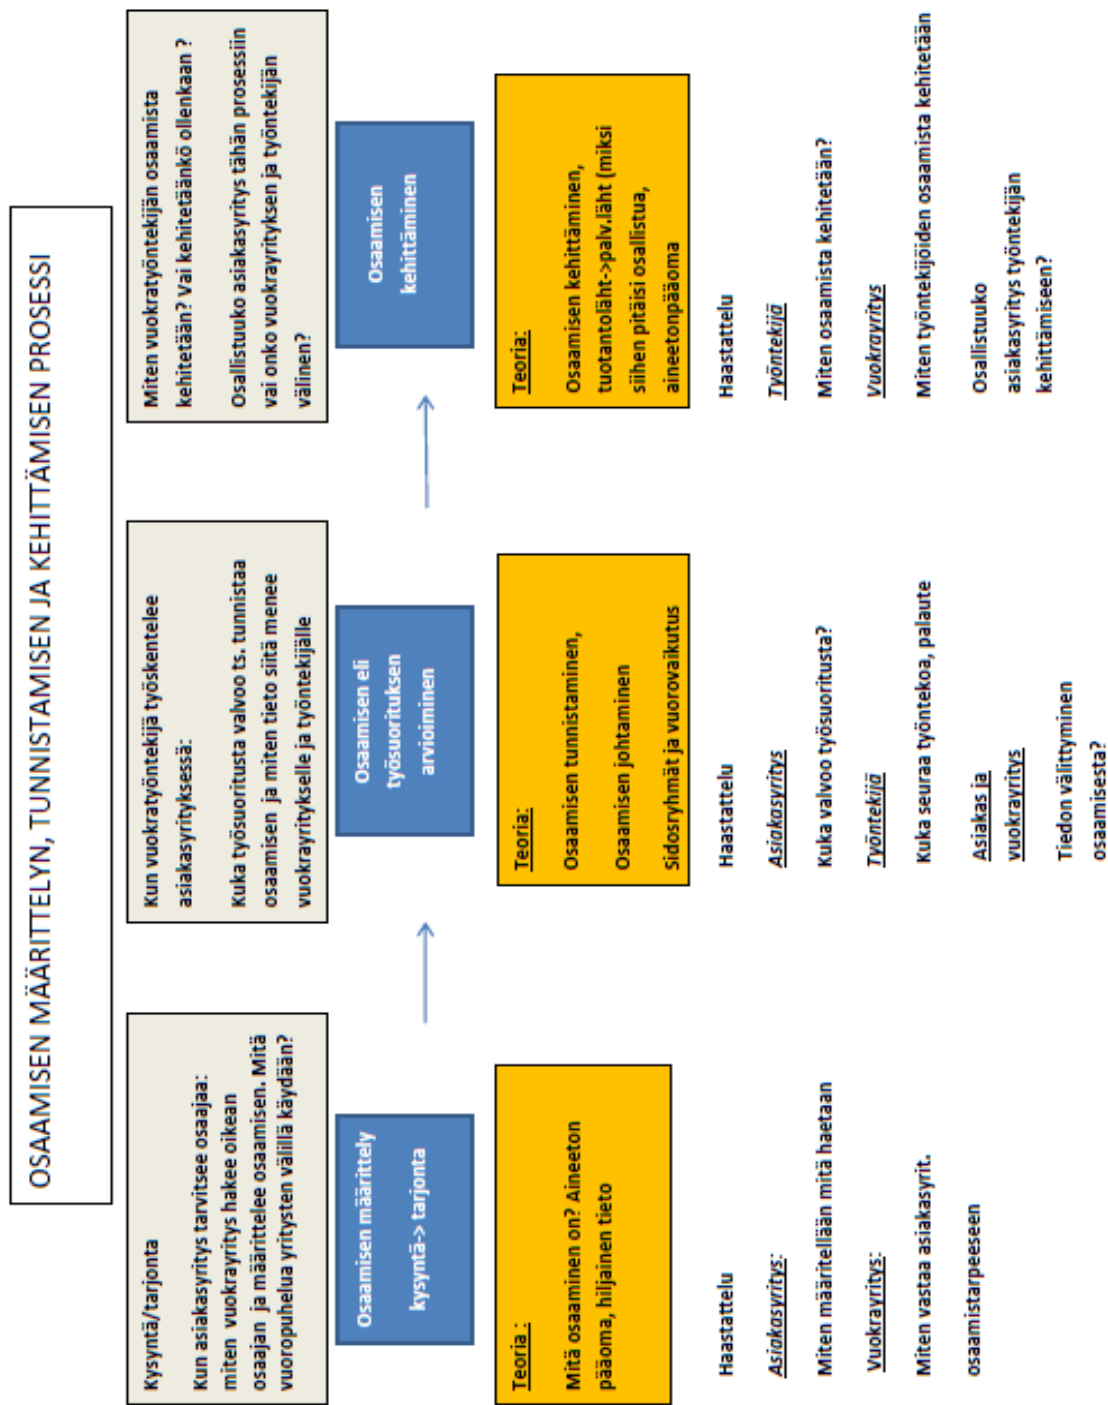 OSAAMISEN MÄÄRITTELYN, TUNNISTAMISEN JA KEHITTÄMISEN PROSESSI
Kysyntä/tarjonta
Kun asiakasyritys tarvitsee osaajaa:
miten vuokrayritys hakee oikean
osaajan ja määrittelee osaamisen. Mitä
vuoropuhelua yritysten välillä käydään?
Osaamisen määrittely
kysyntä-> tarjonta
Teoria :
Mitä osaaminen on? Aineeton
pääoma, hiljainen tieto
Haastattelu
Asiakasyritys:
Miten määritellään mitä haetaan
Vuokrayritys:
Miten vastaa asiakasyrit.
osaamistarpeeseen
Kun vuokratyöntekijä työskentelee
asiakasyrityksessä:
Kuka työsuoritusta valvoo ts. tunnistaa
osaamisen ja miten tieto siitä menee
vuokrayritykselle ja työntekijälle
Osaamisen eli
työsuorituksen
arvioiminen
Teoria:
Osaamisen tunnistaminen,
Osaamisen johtaminen
Sidosryhmät ja vuorovaikutus
Haastattelu
Asiakasyritys
Kuka valvoo työsuoritusta?
Työntekijä
Kuka seuraa työntekoa, palaute
Asiakas ja
vuokrayritys
Tiedon välittyminen
osaamisesta?
Miten vuokratyöntekijän osaamista
kehitetään? Vai kehitetäänkö ollenkaan ?
Osallistuuko asiakasyritys tähän prosessiin
vai onko vuokrayrityksen ja työntekijän
välinen?
Osaamisen
kehittäminen
Teoria:
Osaamisen kehittäminen,
tuotantoläht->palv.läht (miksi
siihen pitäisi osallistua,
aineetonpääoma
Haastattelu
Työntekijä
Miten osaamista kehitetään?
Vuokrayritys
Miten työntekijöiden osaamista kehitetään
Osallistuuko
asiakasyritys työntekijän
kehittämiseen?